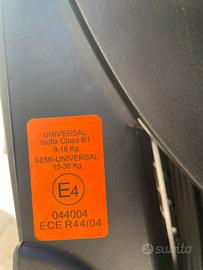 UNIVERSAL
Isofix Class B1
9-18 Kg
SEMI-UNIVERSAL
15-36 Kg
E4
044004
ECE R44/04
subito